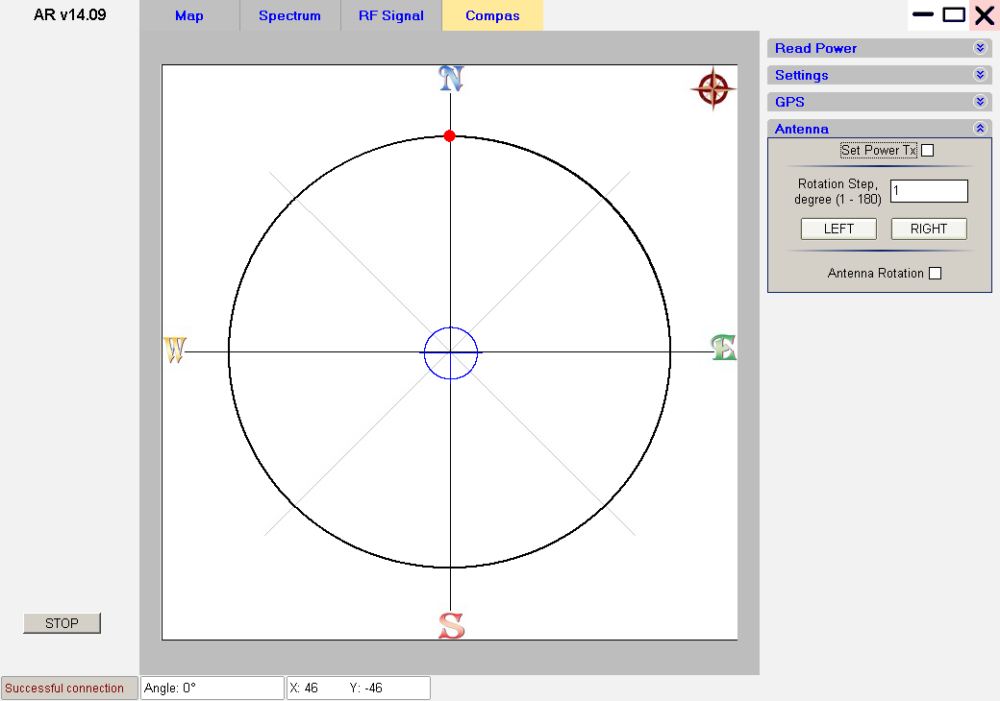 AR v14.09
Map
Spectrum
RF Signal
Compas
Read Power
Settings
GPS
Antenna
Set Power Tx
Rotation Step,
degree (1 - 180)
1
LEFT
RIGHT
Antenna Rotation
N
W
E
S
STOP
Successful connection
Angle: 0°
X: 46 Y: -46